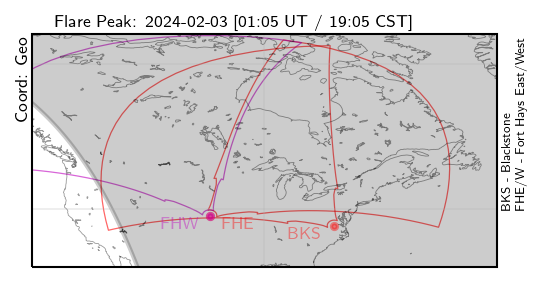 Flare Peak: 2024-02-03 [01:05 UT / 19:05 CST]
Coord: Geo
FHW
FHE
BKS
BKS - Blackstone
FHE/W - Fort Hays East/West